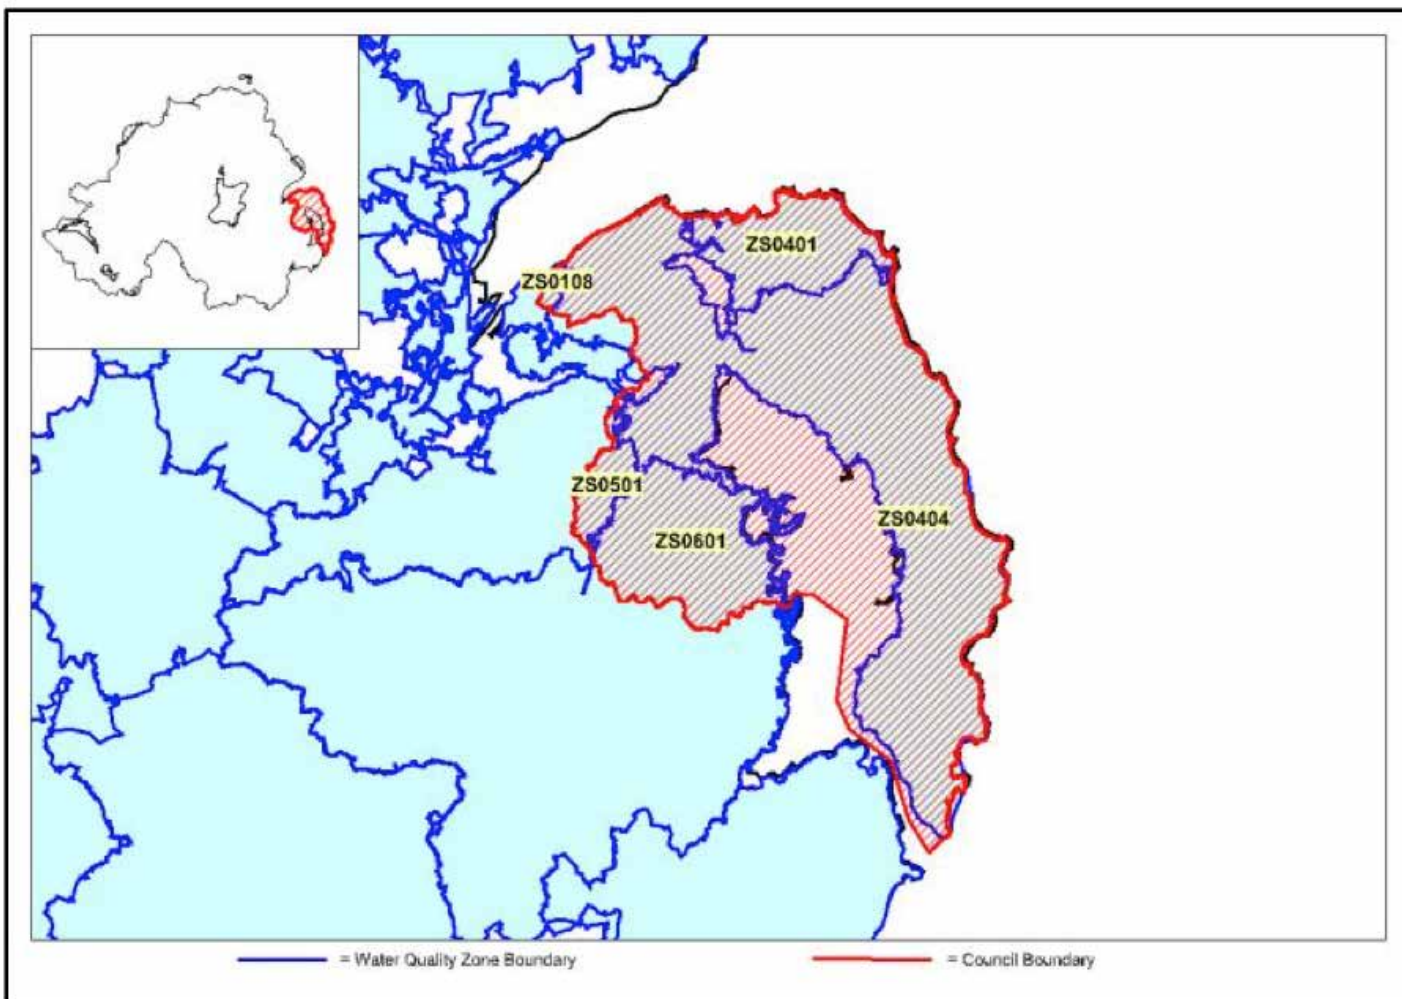 ZS0401
ZS0108
ZS0501
ZS0404
ZS0601
= Water Quality Zone Boundary
= Council Boundary